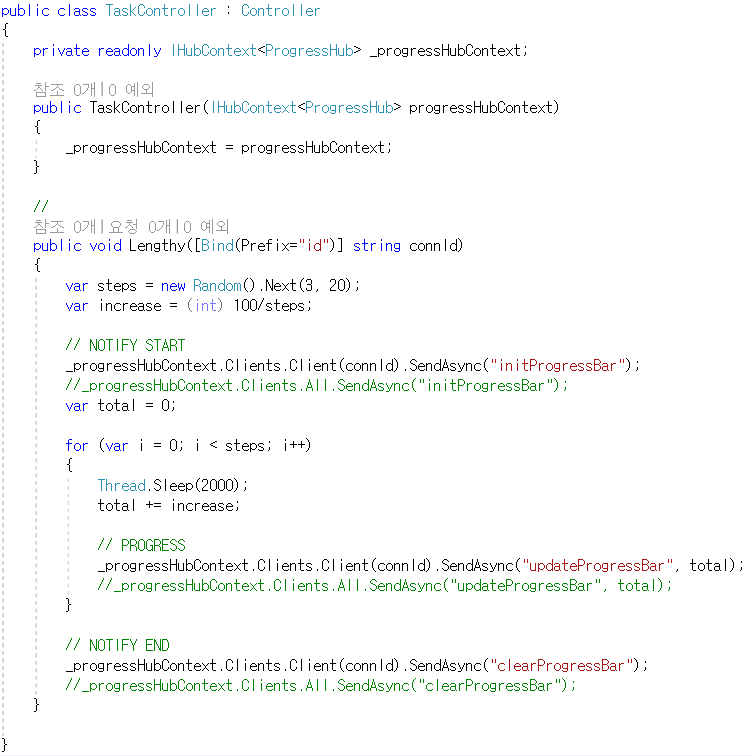 public class TaskController : Controller
{
    private readonly IHubContext<ProgressHub> _progressHubContext;

    참조 0개|0 예외
    public TaskController(IHubContext<ProgressHub> progressHubContext)
    {
        _progressHubContext = progressHubContext;
    }

    //
    참조 0개|요청 0개|0 예외
    public void Lengthy([Bind(Prefix="id")] string connId)
    {
        var steps = new Random().Next(3, 20);
        var increase = (int) 100/steps;

        // NOTIFY START
        _progressHubContext.Clients.Client(connId).SendAsync("initProgressBar");
        //_progressHubContext.Clients.All.SendAsync("initProgressBar");
        var total = 0;

        for (var i = 0; i < steps; i++)
        {
            Thread.Sleep(2000);
            total += increase;

            // PROGRESS
            _progressHubContext.Clients.Client(connId).SendAsync("updateProgressBar", total);
            //_progressHubContext.Clients.All.SendAsync("updateProgressBar", total);
        }

        // NOTIFY END
        _progressHubContext.Clients.Client(connId).SendAsync("clearProgressBar");
        //_progressHubContext.Clients.All.SendAsync("clearProgressBar");
    }

}